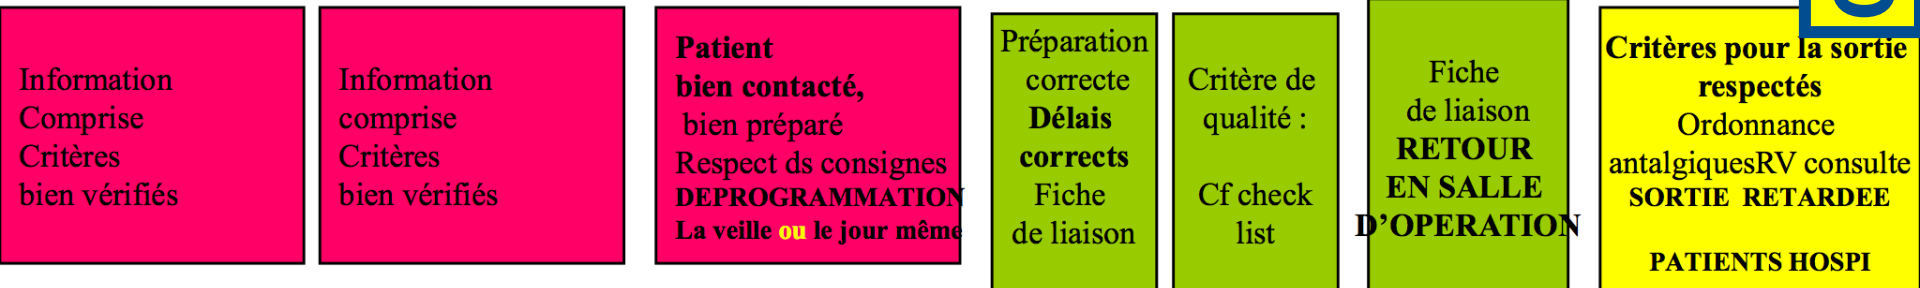 Information
Comprise
Critères
bien vérifiés
Information
comprise
Critères
bien vérifiés
Patient
bien contacté,
bien préparé
Respect ds consignes
DEPROGRAMMATION
La veille ou le jour même
Préparation
correcte
Délais
corrects
Fiche
de liaison
Critère de
qualité :
Cf check
list
Fiche
de liaison
RETOUR
EN SALLE
D’OPERATION
Critères pour la sortie
respectés
Ordonnance
antalgiquesRV consulte
SORTIE RETARDEE
PATIENTS HOSPI